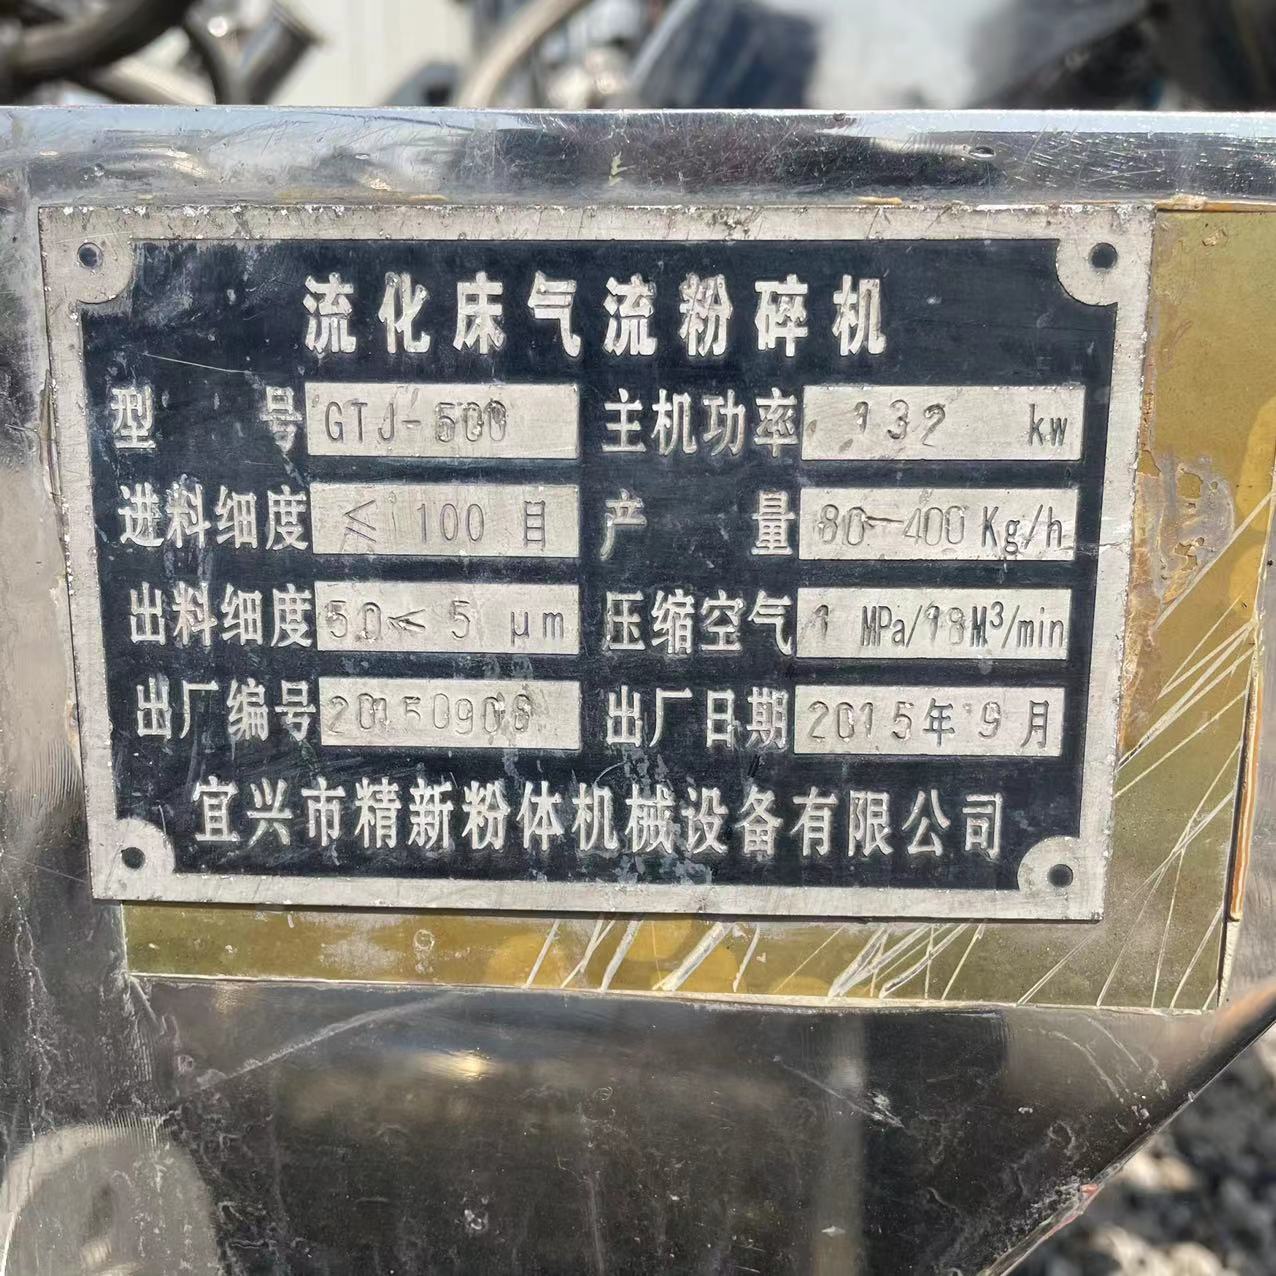 流化床气流粉碎机
型号 GTJ-500 主机功率 132 kw
进料细度 ≤ 100 目 产量 80-400 Kg/h
出料细度 50≪ 5 μm 压缩空气 1 MPa/18M³/min
出厂编号 20150906 出厂日期 2015年9月
宜兴市精新粉体机械设备有限公司